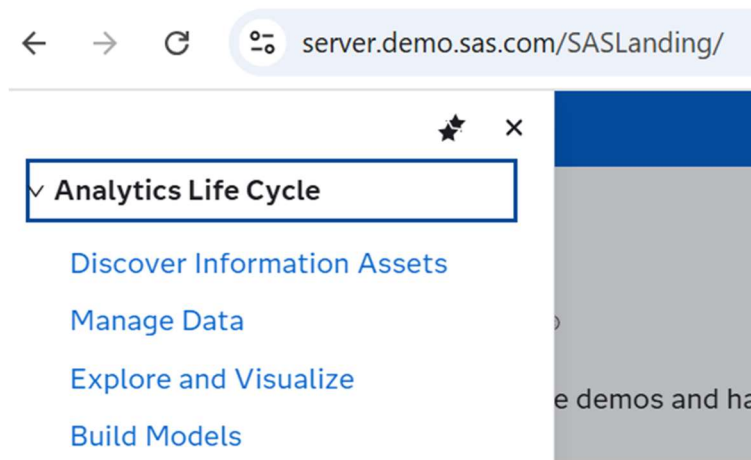 server.demo.sas.com/SASLanding/
Analytics Life Cycle
Discover Information Assets
Manage Data
Explore and Visualize
e demos and ha
Build Models